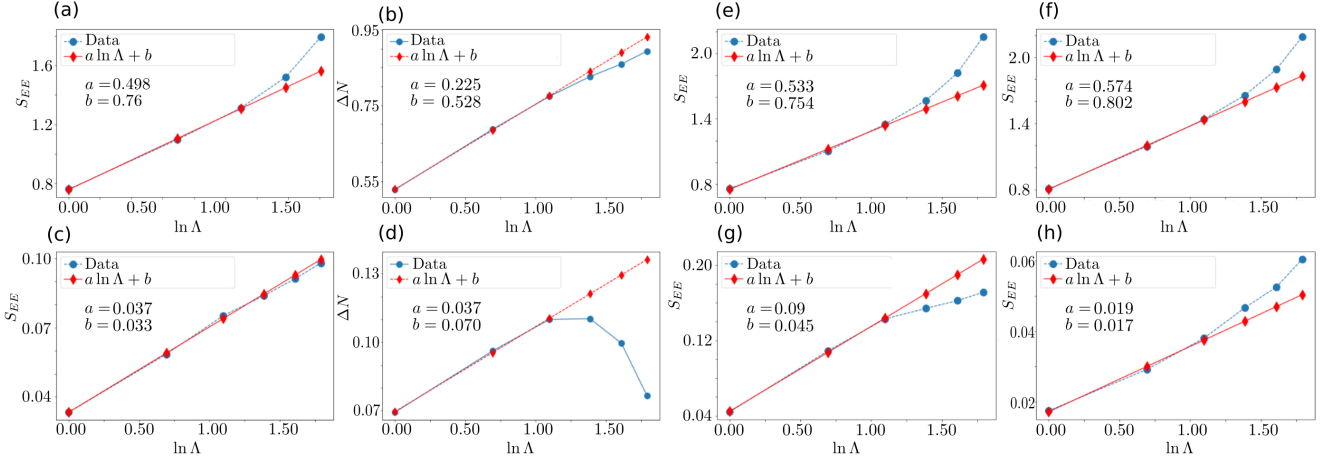 (a)
Data
a ln Λ + b
a = 0.498
b = 0.76
S_EE
1.6
1.2
0.8
0.00 0.50 1.00 1.50
ln Λ
(b)
0.95
Data
a ln Λ + b
a = 0.225
b = 0.528
ΔN
0.75
0.55
0.00 0.50 1.00 1.50
ln Λ
(e)
Data
a ln Λ + b
a = 0.533
b = 0.754
S_EE
2.0
1.4
0.8
0.00 0.50 1.00 1.50
ln Λ
(f)
Data
a ln Λ + b
a = 0.574
b = 0.802
S_EE
2.0
1.4
0.8
0.00 0.50 1.00 1.50
ln Λ
(c)
0.10
Data
a ln Λ + b
a = 0.037
b = 0.033
S_EE
0.07
0.04
0.00 0.50 1.00 1.50
ln Λ
(d)
Data
a ln Λ + b
0.13
a = 0.037
b = 0.070
ΔN
0.10
0.07
0.00 0.50 1.00 1.50
ln Λ
(g)
Data
a ln Λ + b
0.20
a = 0.09
b = 0.045
S_EE
0.12
0.04
0.00 0.50 1.00 1.50
ln Λ
(h)
0.06
Data
a ln Λ + b
a = 0.019
b = 0.017
S_EE
0.04
0.02
0.00 0.50 1.00 1.50
ln Λ